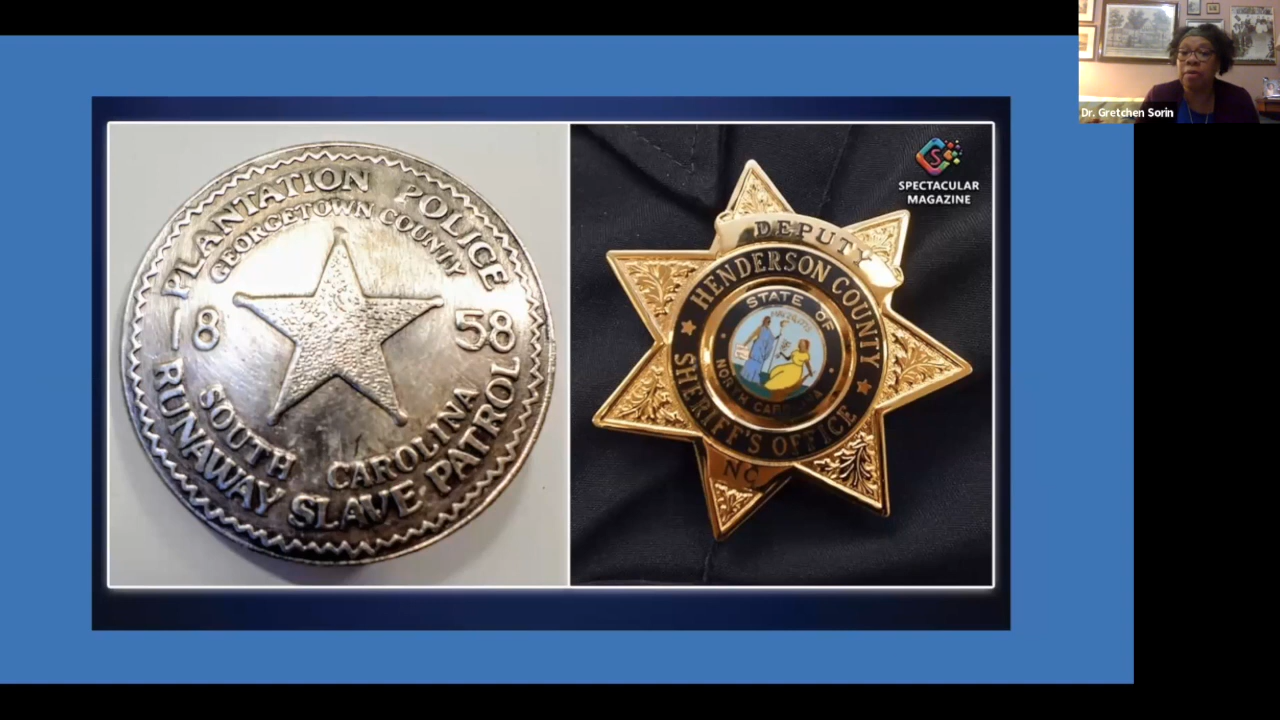 PLANTATION POLICE
GEORGETOWN COUNTY
18 58
SOUTH CAROLINA
RUNAWAY SLAVE PATROL
DEPUTY
HENDERSON COUNTY
STATE OF
NORTH CAROLINA
SHERIFF'S OFFICE
NC
SPECTACULAR
MAGAZINE
Dr. Gretchen Sorin